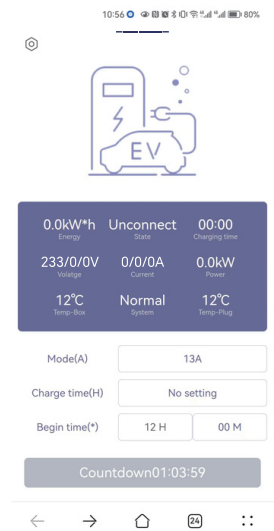 10:56 80%
EV
0.0kW*h Unconnect 00:00
Energy State Charging time
233/0/0V 0/0/0A 0.0kW
Volatge Current Power
12℃ Normal 12℃
Temp-Box System Temp-Plug
Mode(A) 13A
Charge time(H) No setting
Begin time(*) 12 H 00 M
Countdown01:03:59
24